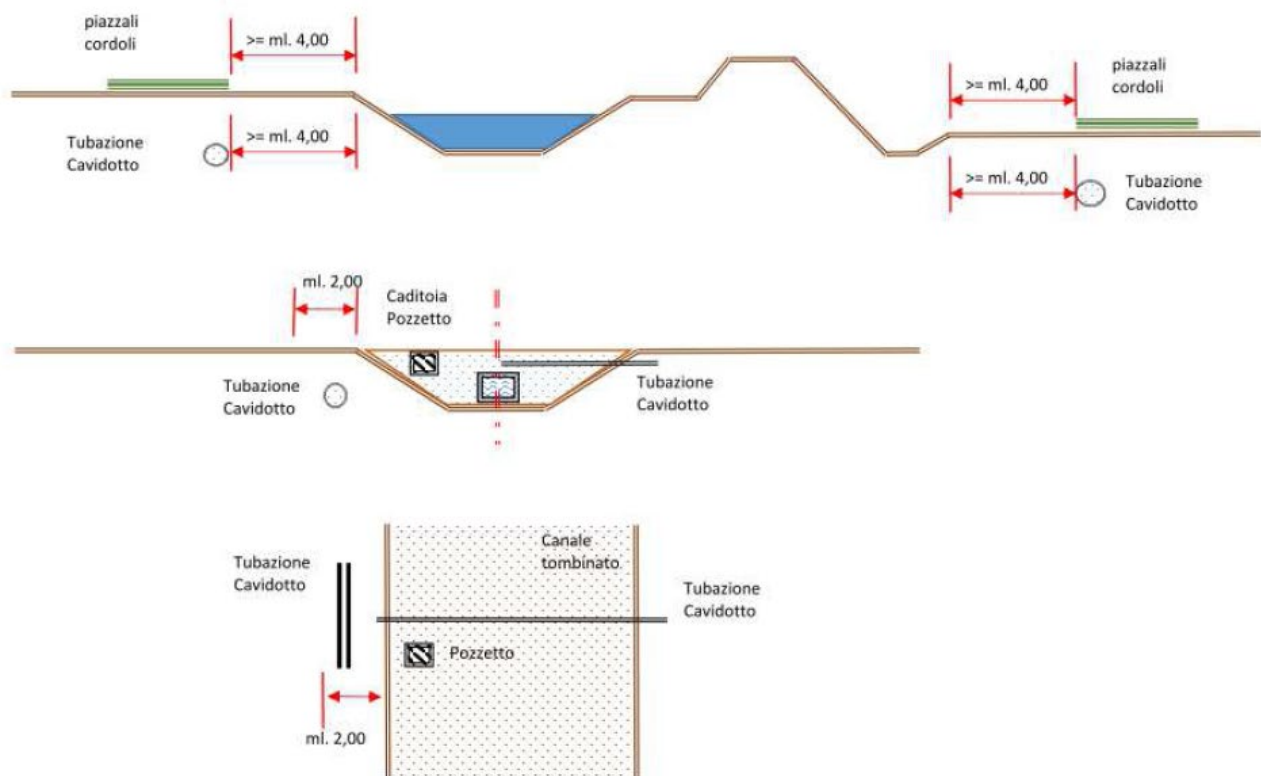 piazzali
cordoli
>= ml. 4,00
>= ml. 4,00
piazzali
cordoli
Tubazione
Cavidotto
>= ml. 4,00
>= ml. 4,00
Tubazione
Cavidotto
ml. 2,00
Caditoia
Pozzetto
Tubazione
Cavidotto
Tubazione
Cavidotto
Canale
tombinato
Tubazione
Cavidotto
Tubazione
Cavidotto
Pozzetto
ml. 2,00